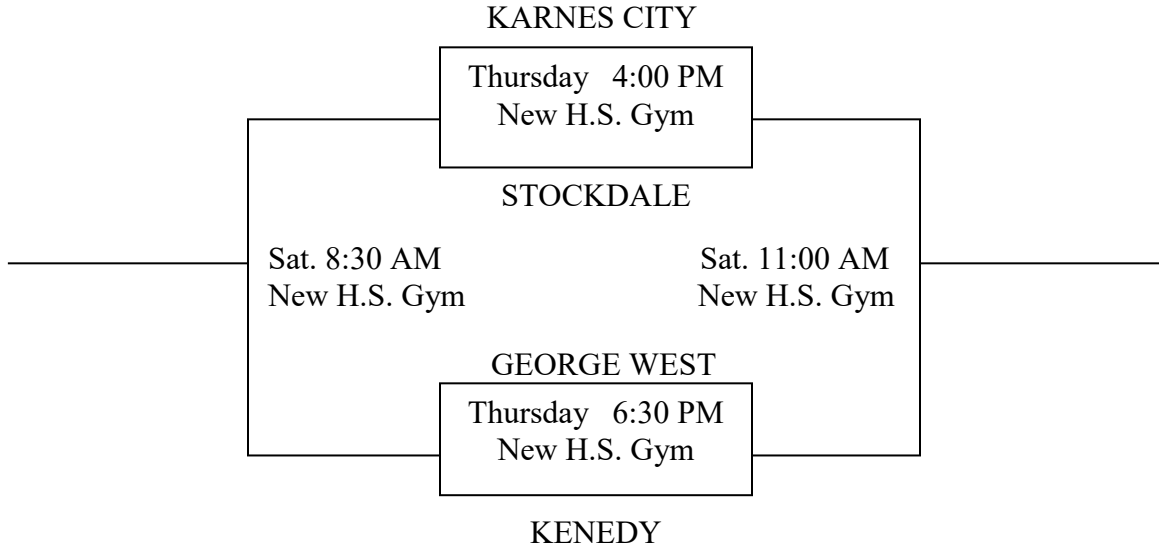 KARNES CITY
Thursday 4:00 PM
New H.S. Gym
STOCKDALE
Sat. 8:30 AM
New H.S. Gym
Sat. 11:00 AM
New H.S. Gym
GEORGE WEST
Thursday 6:30 PM
New H.S. Gym
KENEDY